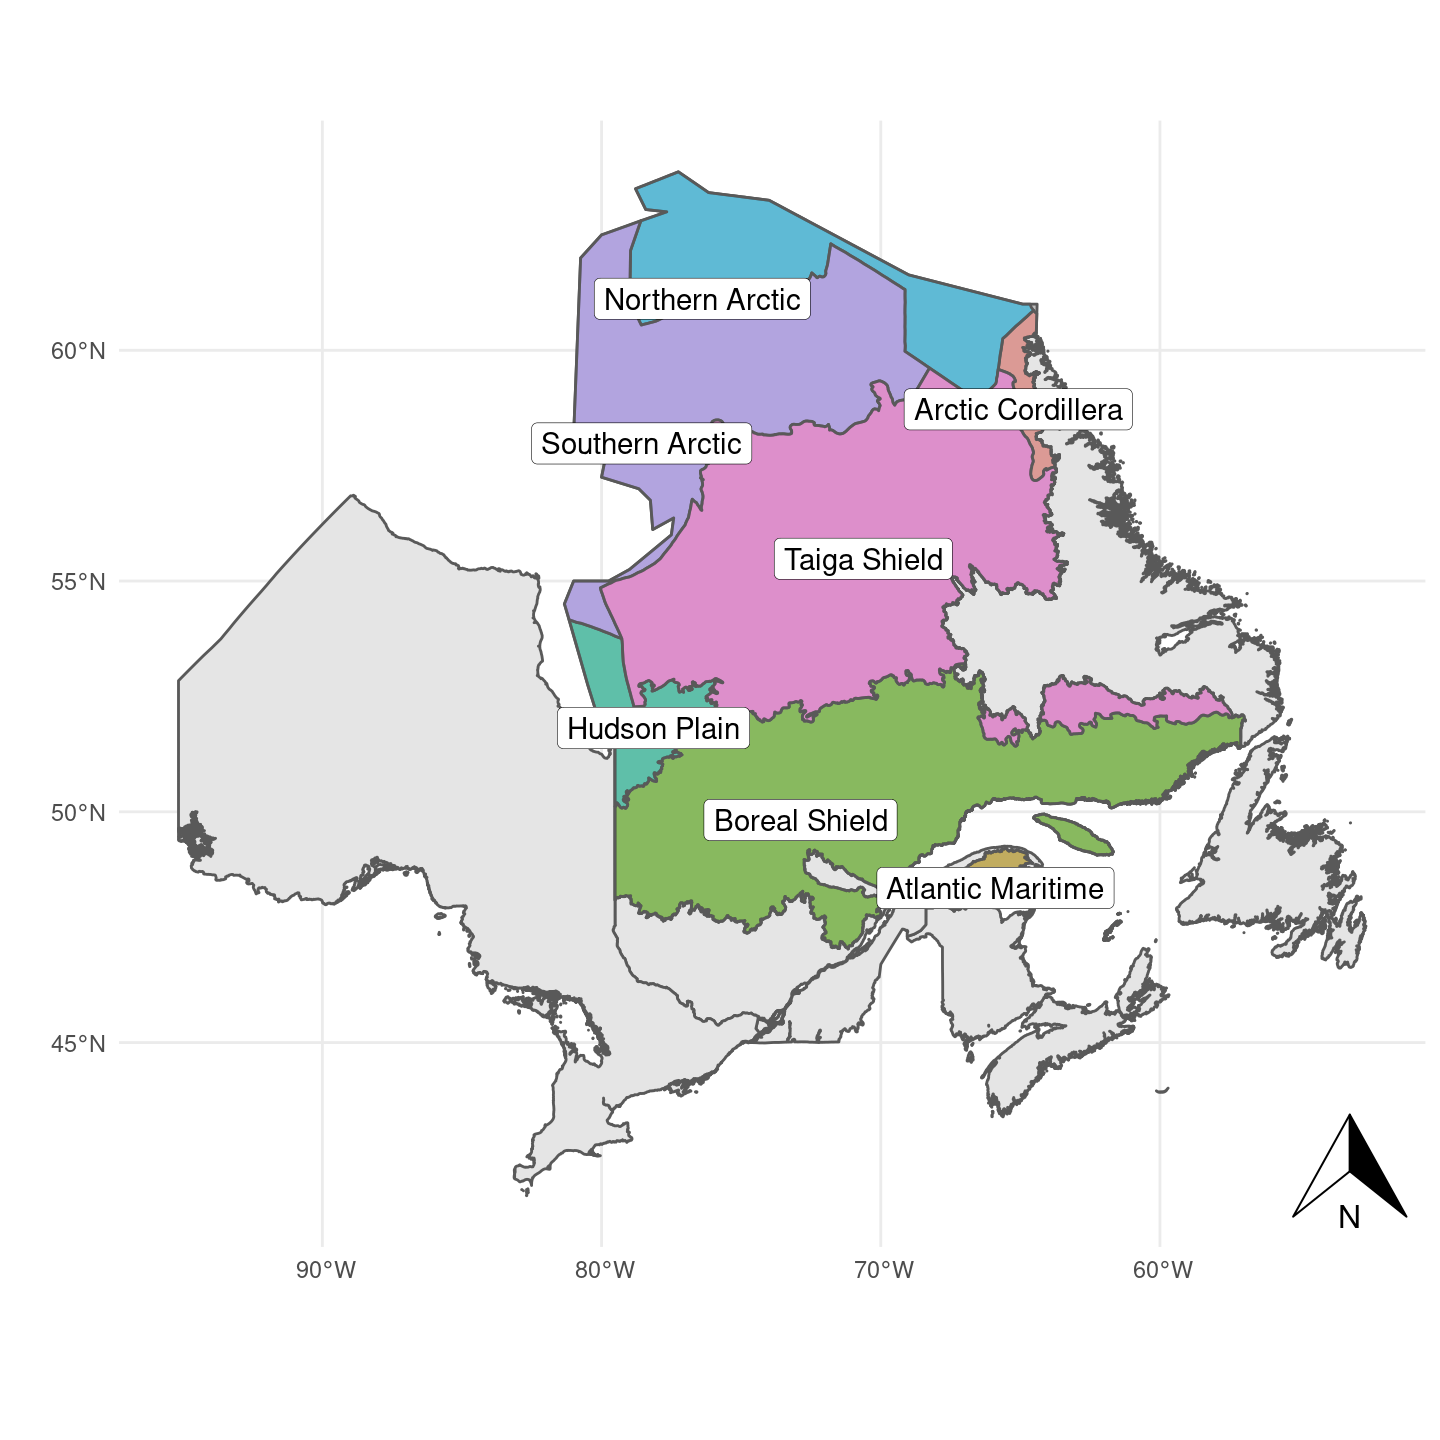 Northern Arctic
60°N
Arctic Cordillera
Southern Arctic
Taiga Shield
55°N
Hudson Plain
50°N
Boreal Shield
Atlantic Maritime
45°N
N
90°W
80°W
70°W
60°W